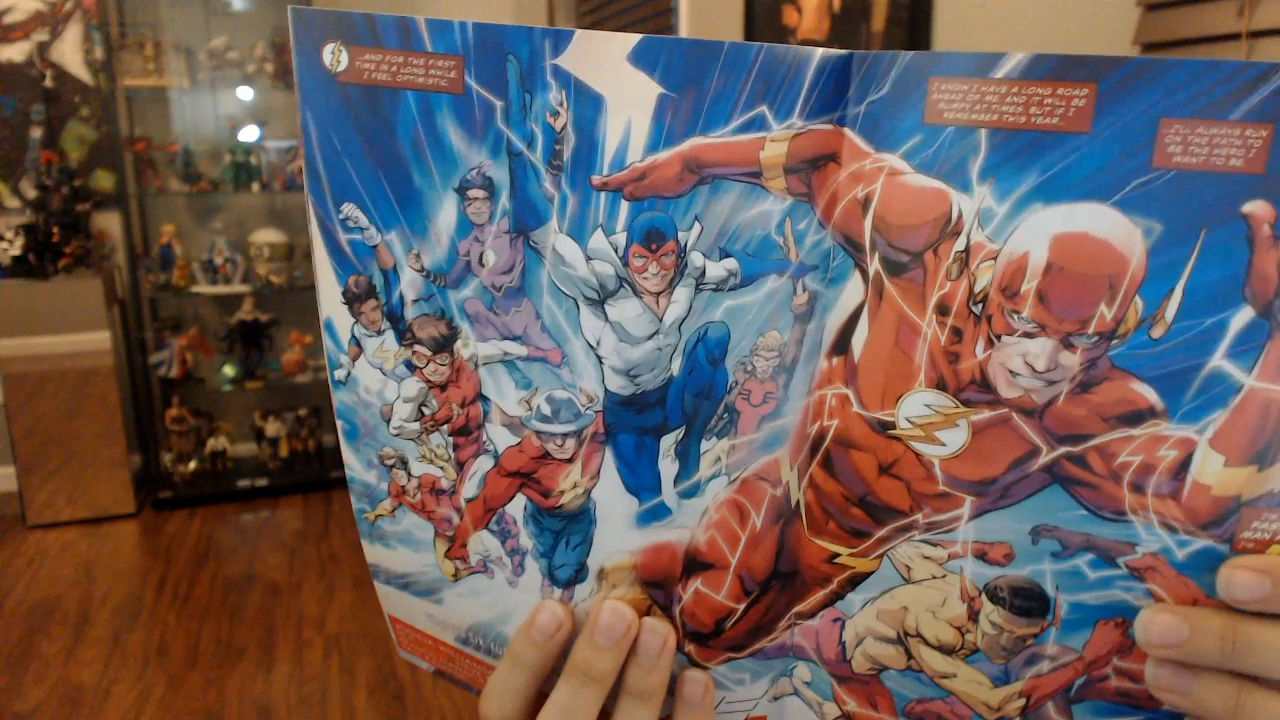 ...AND FOR THE FIRST
TIME IN A LONG WHILE,
I FEEL OPTIMISTIC.
I KNOW I HAVE A LONG ROAD
AHEAD OF ME. AND IT WILL BE
BUMPY AT TIMES. BUT IF I
REMEMBER THIS YEAR...
...I'LL ALWAYS RUN
ON THE PATH TO
BE THE HERO I
WANT TO BE.